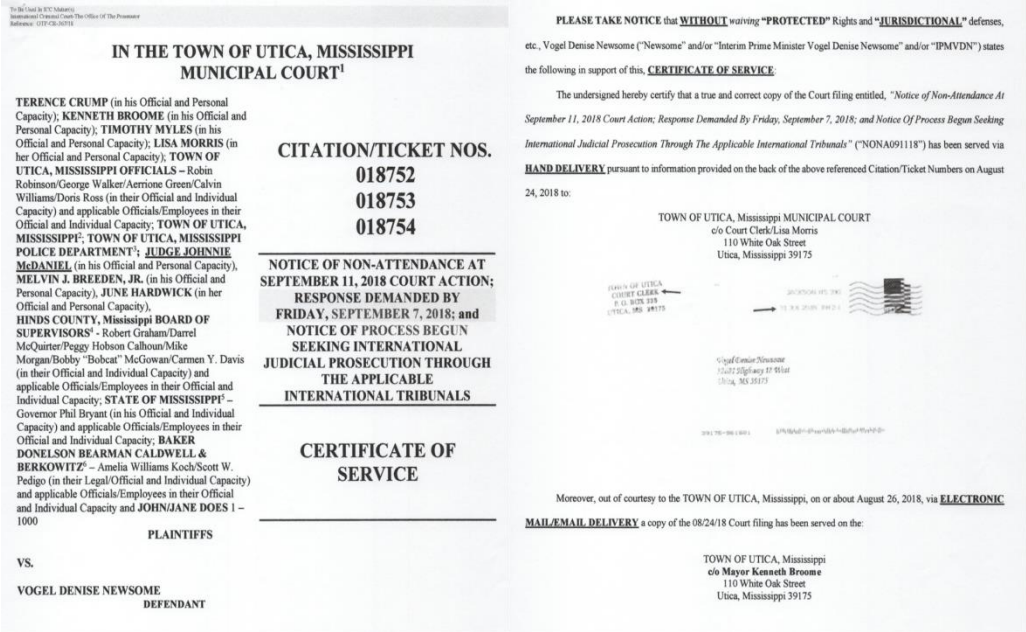 To Be Used In ICC Matter(s)
International Criminal Court-The Office Of The Prosecutor
IN THE TOWN OF UTICA, MISSISSIPPI
MUNICIPAL COURT1
TERENCE CRUMP (in his Official and Personal
Capacity); KENNETH BROOME (in his Official and
Personal Capacity); TIMOTHY MYLES (in his
Official and Personal Capacity); LISA MORRIS (in
her Official and Personal Capacity); TOWN OF
UTICA, MISSISSIPPI OFFICIALS – Robin
Robinson/George Walker/Aerrione Green/Calvin
Williams/Doris Ross (in their Official and Individual
Capacity) and applicable Officials/Employees in their
Official and Individual Capacity; TOWN OF UTICA,
MISSISSIPPI2; TOWN OF UTICA, MISSISSIPPI
POLICE DEPARTMENT3; JUDGE JOHNNIE
McDANIEL (in his Official and Personal Capacity),
MELVIN J. BREEDEN, JR. (in his Official and
Personal Capacity), JUNE HARDWICK (in her
Official and Personal Capacity),
HINDS COUNTY, Mississippi BOARD OF
SUPERVISORS4 - Robert Graham/Darrel
McQuirter/Peggy Hobson Calhoun/Mike
Morgan/Bobby "Bobcat" McGowan/Carmen Y. Davis
(in their Official and Individual Capacity) and
applicable Officials/Employees in their Official and
Individual Capacity; STATE OF MISSISSIPPI5 –
Governor Phil Bryant (in his Official and Individual
Capacity) and applicable Officials/Employees in their
Official and Individual Capacity; BAKER
DONELSON BEARMAN CALDWELL &
BERKOWITZ6 – Amelia Williams Koch/Scott W.
Pedigo (in their Legal/Official and Individual Capacity)
and applicable Officials/Employees in their Official
and Individual Capacity and JOHN/JANE DOES 1 –
1000
PLAINTIFFS
VS.
VOGEL DENISE NEWSOME
DEFENDANT
CITATION/TICKET NOS.
018752
018753
018754
NOTICE OF NON-ATTENDANCE AT
SEPTEMBER 11, 2018 COURT ACTION;
RESPONSE DEMANDED BY
FRIDAY, SEPTEMBER 7, 2018; and
NOTICE OF PROCESS BEGUN
SEEKING INTERNATIONAL
JUDICIAL PROSECUTION THROUGH
THE APPLICABLE
INTERNATIONAL TRIBUNALS
CERTIFICATE OF
SERVICE
PLEASE TAKE NOTICE that WITHOUT waiving "PROTECTED" Rights and "JURISDICTIONAL" defenses,
etc., Vogel Denise Newsome ("Newsome" and/or "Interim Prime Minister Vogel Denise Newsome" and/or "IPMVDN") states
the following in support of this, CERTIFICATE OF SERVICE:
The undersigned hereby certify that a true and correct copy of the Court filing entitled, "Notice of Non-Attendance At
September 11, 2018 Court Action; Response Demanded By Friday, September 7, 2018; and Notice Of Process Begun Seeking
International Judicial Prosecution Through The Applicable International Tribunals" ("NONA091118") has been served via
HAND DELIVERY pursuant to information provided on the back of the above referenced Citation/Ticket Numbers on August
24, 2018 to:
TOWN OF UTICA, Mississippi MUNICIPAL COURT
c/o Court Clerk/Lisa Morris
110 White Oak Street
Utica, Mississippi 39175
TOWN OF UTICA
COURT CLERK
P. O. BOX 335
UTICA, MS 39175
JACKSON MS 390
Vogel Denise Newsome
Utica, MS 39175
Moreover, out of courtesy to the TOWN OF UTICA, Mississippi, on or about August 26, 2018, via ELECTRONIC
MAIL/EMAIL DELIVERY a copy of the 08/24/18 Court filing has been served on the:
TOWN OF UTICA, Mississippi
c/o Mayor Kenneth Broome
110 White Oak Street
Utica, Mississippi 39175